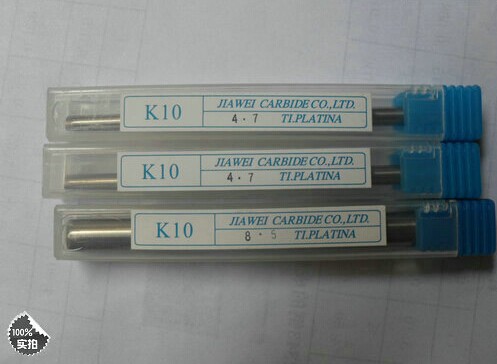 K10
JIAWEI CARBIDE CO.,LTD.
4.7 TI.PLATINA
K10
JIAWEI CARBIDE CO.,LTD.
4.7 TI.PLATINA
K10
JIAWEI CARBIDE CO.,LTD.
8.5 TI.PLATINA
100%
实拍